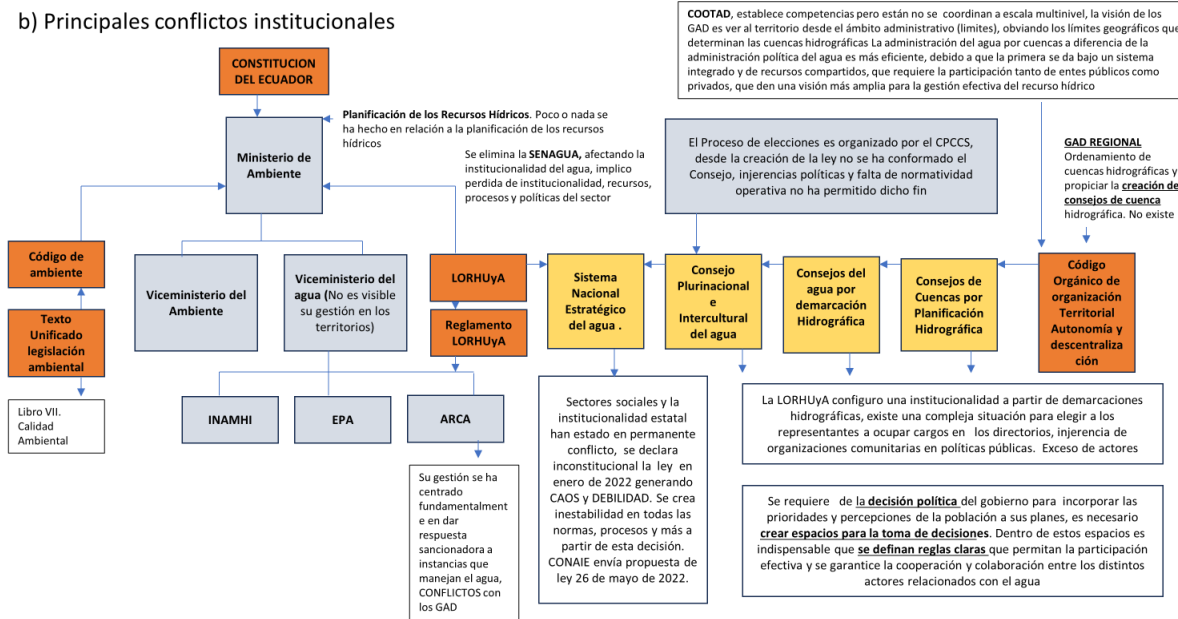 b) Principales conflictos institucionales
COOTAD, establece competencias pero están no se coordinan a escala multinivel, la visión de los
GAD es ver al territorio desde el ámbito administrativo (limites), obviando los límites geográficos que
determinan las cuencas hidrográficas La administración del agua por cuencas a diferencia de la
administración política del agua es más eficiente, debido a que la primera se da bajo un sistema
integrado y de recursos compartidos, que requiere la participación tanto de entes públicos como
privados, que den una visión más amplia para la gestión efectiva del recurso hídrico
CONSTITUCION
DEL ECUADOR
Planificación de los Recursos Hídricos. Poco o nada se
ha hecho en relación a la planificación de los recursos
hídricos
Ministerio de
Ambiente
Se elimina la SENAGUA, afectando la
institucionalidad del agua, implico
perdida de institucionalidad, recursos,
procesos y políticas del sector
El Proceso de elecciones es organizado por el CPCCS,
desde la creación de la ley no se ha conformado el
Consejo, injerencias políticas y falta de normatividad
operativa no ha permitido dicho fin
GAD REGIONAL
Ordenamiento de
cuencas hidrográficas y
propiciar la creación de
consejos de cuenca
hidrográfica. No existe
Código de
ambiente
Texto
Unificado
legislación
ambiental
Libro VII.
Calidad
Ambiental
Viceministerio del
Ambiente
Viceministerio del
agua (No es visible
su gestión en los
territorios)
LORHUyA
Reglamento
LORHUyA
Sistema
Nacional
Estratégico
del agua .
Consejo
Plurinacional
e
Intercultural
del agua
Consejos del
agua por
demarcación
Hidrográfica
Consejos de
Cuencas por
Planificación
Hidrográfica
Código
Orgánico de
organización
Territorial
Autonomía y
descentraliza
ción
INAMHI
EPA
ARCA
Su gestión se ha
centrado
fundamentalment
e en dar
respuesta
sancionadora a
instancias que
manejan el agua,
CONFLICTOS con
los GAD
Sectores sociales y la
institucionalidad estatal
han estado en permanente
conflicto, se declara
inconstitucional la ley en
enero de 2022 generando
CAOS y DEBILIDAD. Se crea
inestabilidad en todas las
normas, procesos y más a
partir de esta decisión.
CONAIE envía propuesta de
ley 26 de mayo de 2022.
La LORHUyA configuro una institucionalidad a partir de demarcaciones
hidrográficas, existe una compleja situación para elegir a los
representantes a ocupar cargos en los directorios, injerencia de
organizaciones comunitarias en políticas públicas. Exceso de actores
Se requiere de la decisión política del gobierno para incorporar las
prioridades y percepciones de la población a sus planes, es necesario
crear espacios para la toma de decisiones. Dentro de estos espacios es
indispensable que se definan reglas claras que permitan la participación
efectiva y se garantice la cooperación y colaboración entre los distintos
actores relacionados con el agua